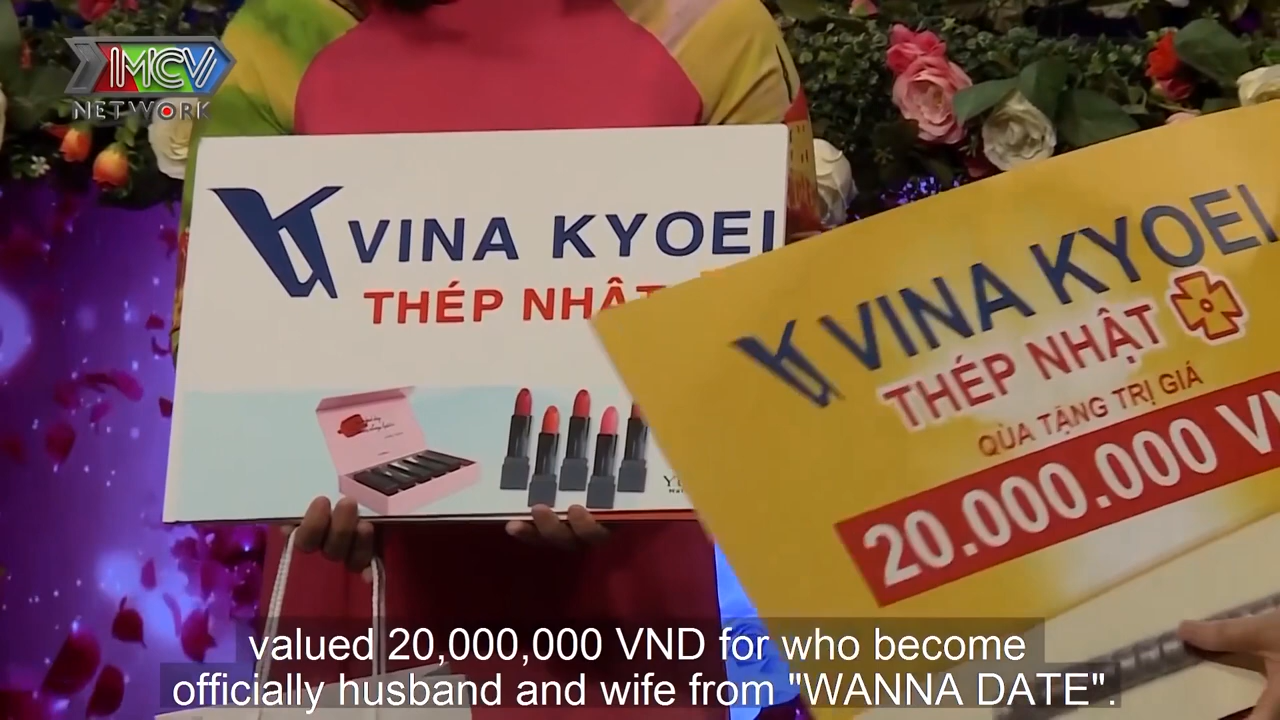 MCV
NETWORK
VINA KYOEI
THÉP NHẬT
VINA KYOEI
THÉP NHẬT
QÙA TẶNG TRỊ GIÁ
20.000.000 V
valued 20,000,000 VND for who become
officially husband and wife from "WANNA DATE".